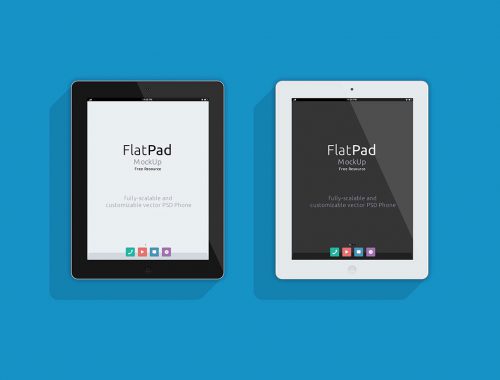 FlatPad
MockUp
Free Resource
fully-scalable and
customizable vector PSD Phone
FlatPad
MockUp
Free Resource
fully-scalable and
customizable vector PSD Phone